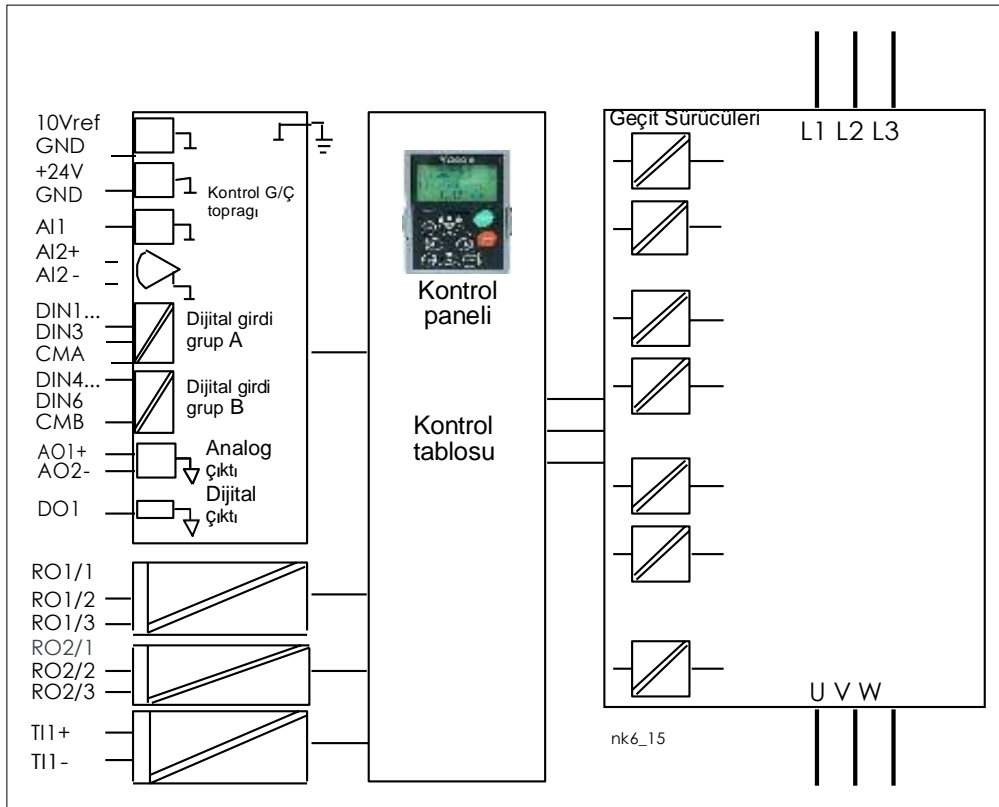 10Vref
GND
+24V
GND
AI1
AI2+
AI2 -
DIN1...
DIN3
CMA
DIN4...
DIN6
CMB
AO1+
AO2-
DO1
RO1/1
RO1/2
RO1/3
RO2/1
RO2/2
RO2/3
TI1+
TI1-
Kontrol G/Ç
topragı
Dijital girdi
grup A
Dijital girdi
grup B
Analog
çıktı
Dijital
çıktı
Kontrol
paneli
Kontrol
tablosu
Geçit Sürücüleri
L1 L2 L3
U V W
nk6_15